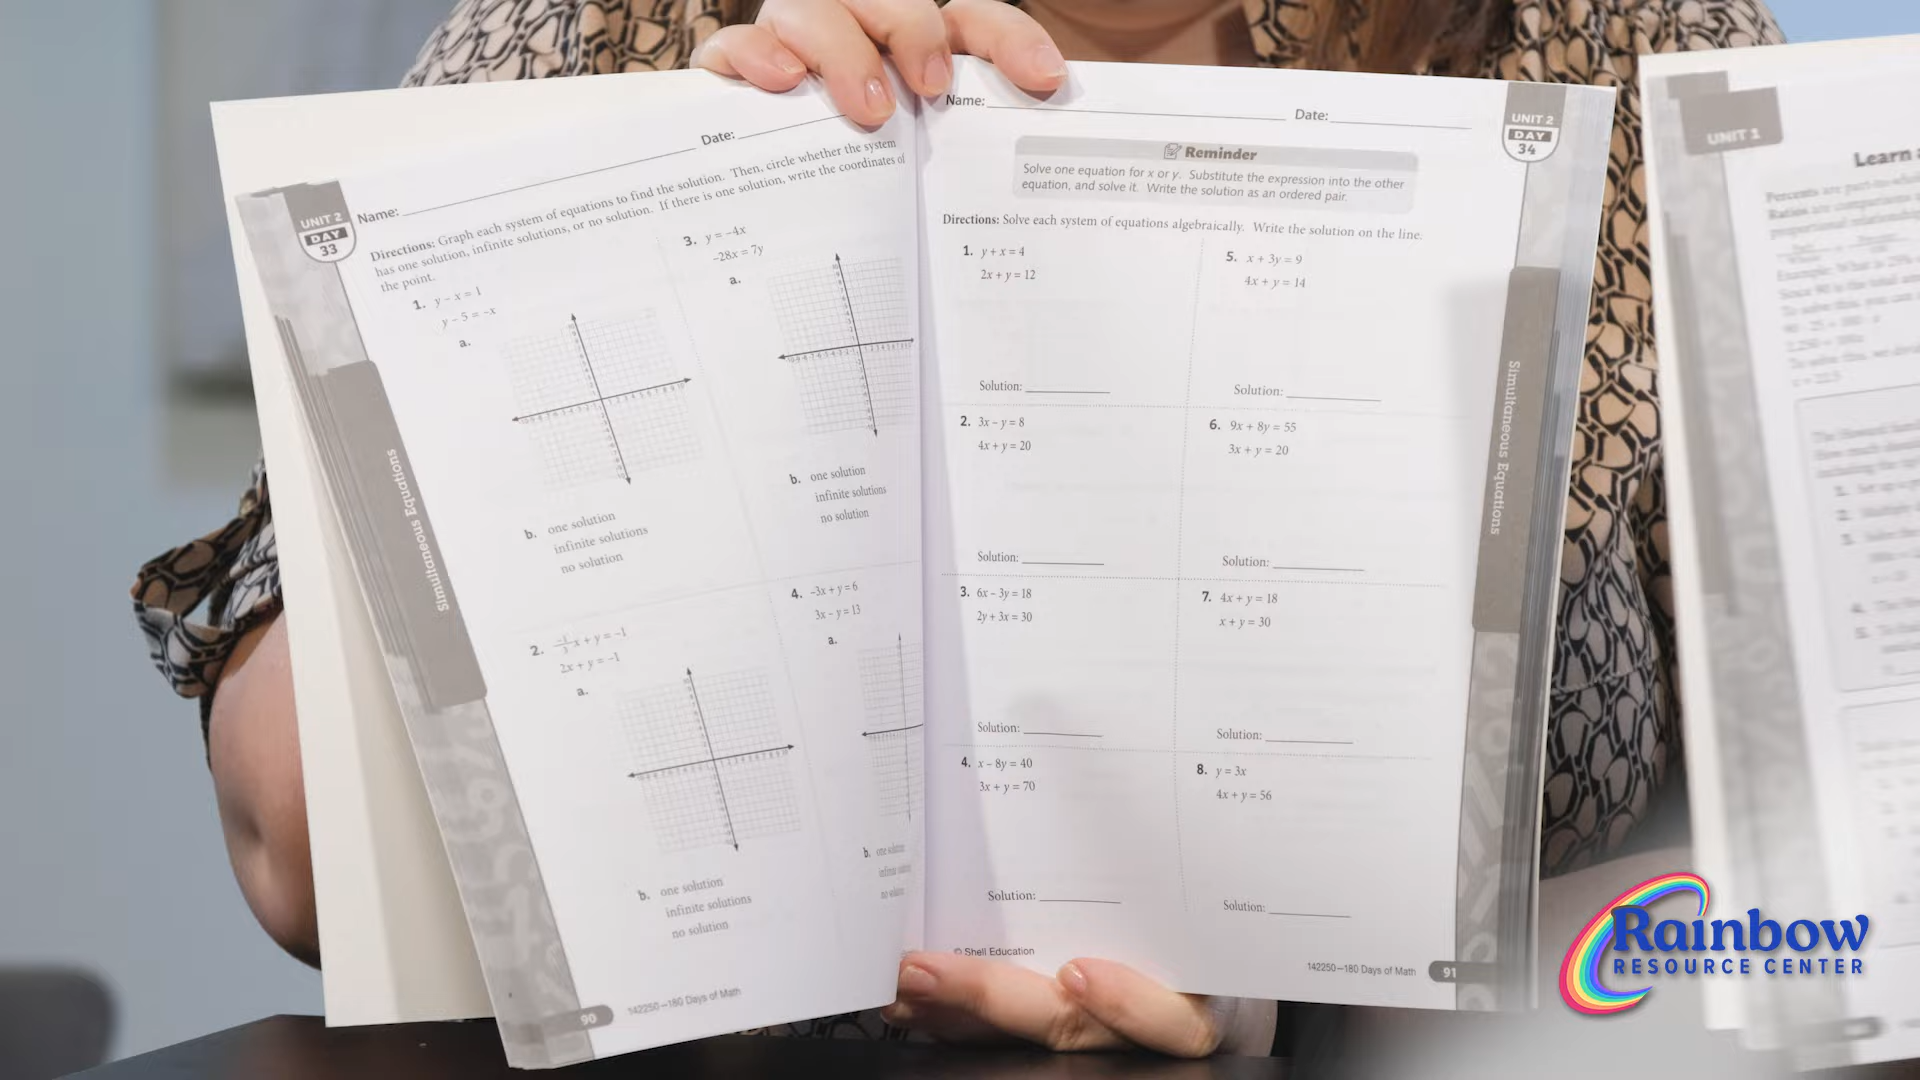 UNIT 2
DAY
33
Name:
Date:
Directions: Graph each system of equations to find the solution. Then, circle whether the system
has one solution, infinite solutions, or no solution. If there is one solution, write the coordinates of
the point.
1. y – x = 1
y – 5 = –x
a.
b. one solution
infinite solutions
no solution
2. –1/3 x + y = –1
2x + y = –1
a.
b. one solution
infinite solutions
no solution
3. y = –4x
–28x = 7y
a.
b. one solution
infinite solutions
no solution
4. –3x + y = 6
3x – y = 13
a.
b. one solution
infinite
no solution
Simultaneous Equations
90
142250—180 Days of Math
Name:
Date:
UNIT 2
DAY
34
Reminder
Solve one equation for x or y. Substitute the expression into the other
equation, and solve it. Write the solution as an ordered pair.
Directions: Solve each system of equations algebraically. Write the solution on the line.
1. y + x = 4
2x + y = 12
Solution:
2. 3x – y = 8
4x + y = 20
Solution:
3. 6x – 3y = 18
2y + 3x = 30
Solution:
4. x – 8y = 40
3x + y = 70
Solution:
5. x + 3y = 9
4x + y = 14
Solution:
6. 9x + 8y = 55
3x + y = 20
Solution:
7. 4x + y = 18
x + y = 30
Solution:
8. y = 3x
4x + y = 56
Solution:
Simultaneous Equations
© Shell Education
142250—180 Days of Math
91
UNIT 1
Learn
Rainbow
RESOURCE CENTER